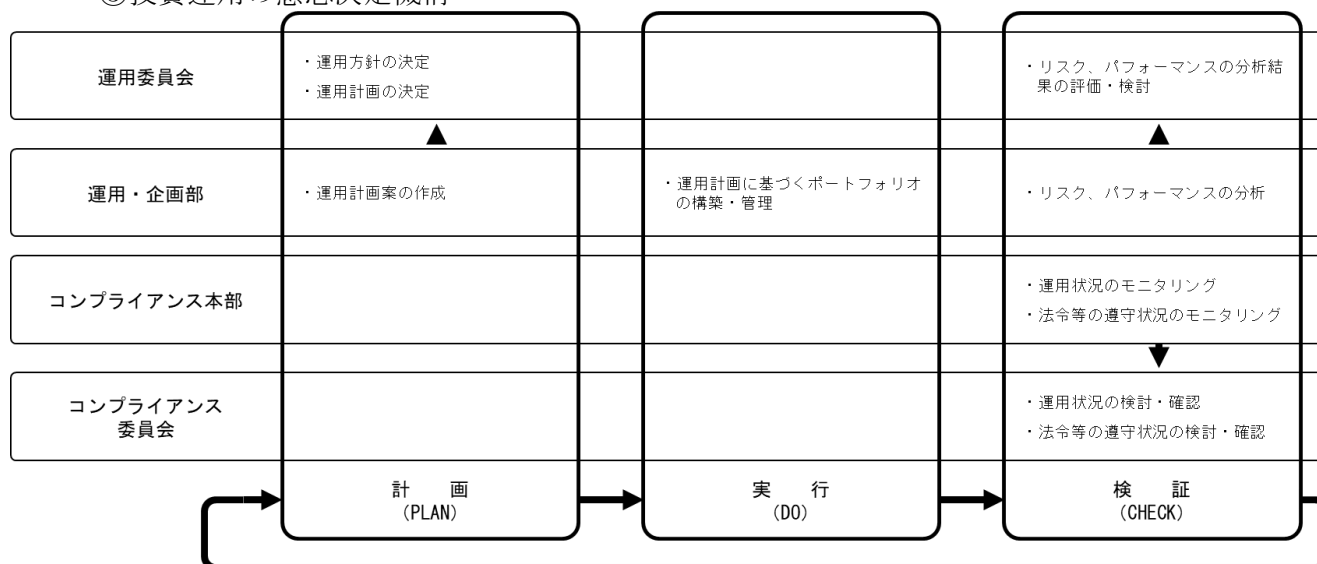 運用委員会
・運用方針の決定
・運用計画の決定
・リスク、パフォーマンスの分析結
果の評価・検討
運用・企画部
・運用計画案の作成
・運用計画に基づくポートフォリオ
の構築・管理
・リスク、パフォーマンスの分析
コンプライアンス本部
・運用状況のモニタリング
・法令等の遵守状況のモニタリング
コンプライアンス
委員会
・運用状況の検討・確認
・法令等の遵守状況の検討・確認
計　画
(PLAN)
実　行
(DO)
検　証
(CHECK)